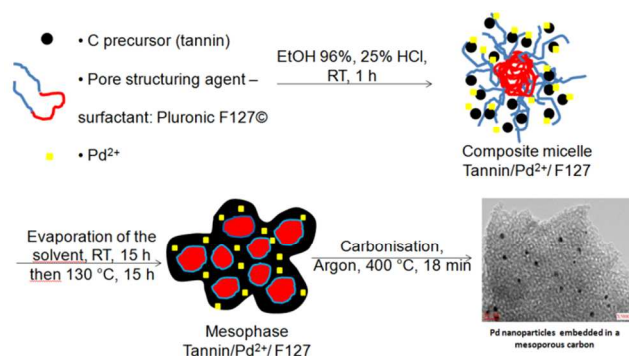 • C precursor (tannin)
• Pore structuring agent –
surfactant: Pluronic F127©
• Pd²⁺
EtOH 96%, 25% HCl,
RT, 1 h
Composite micelle
Tannin/Pd²⁺/ F127
Evaporation of the
solvent, RT, 15 h
then 130 °C, 15 h
Mesophase
Tannin/Pd²⁺/ F127
Carbonisation,
Argon, 400 °C, 18 min
Pd nanoparticles embedded in a
mesoporous carbon